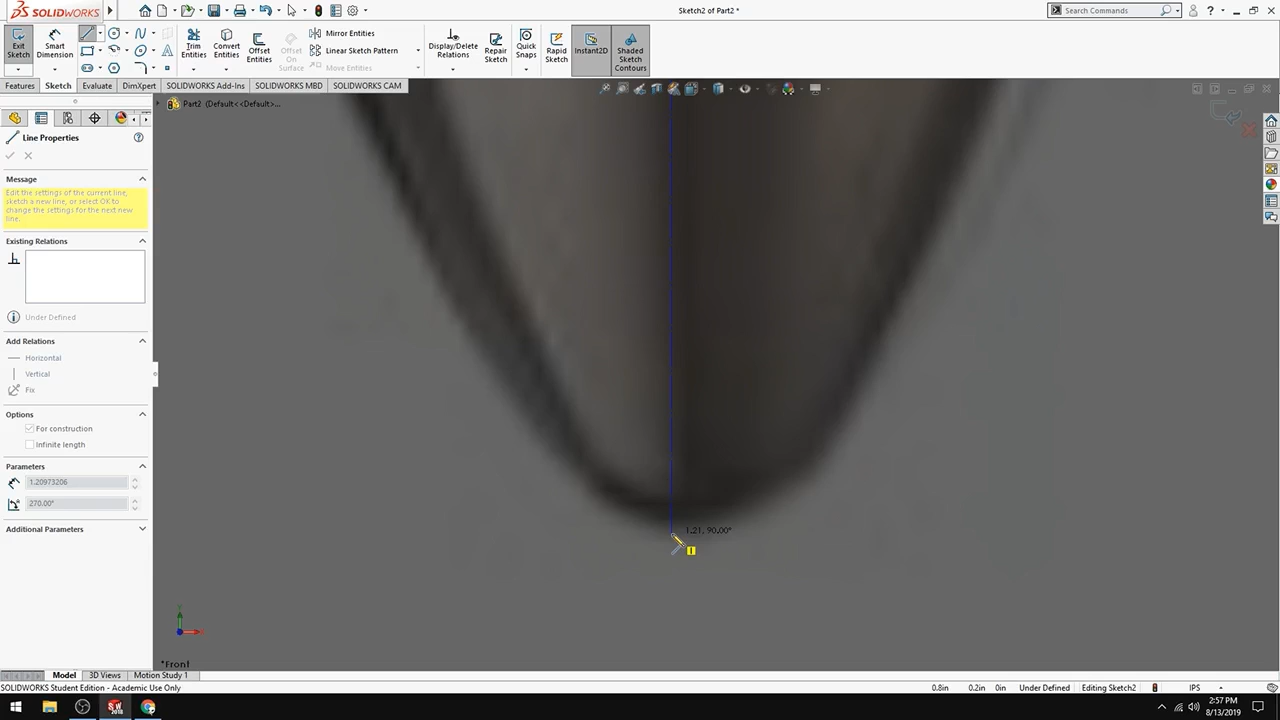 SOLIDWORKS
Sketch2 of Part2 *
Search Commands
Exit Sketch
Smart Dimension
Trim Entities
Convert Entities
Offset Entities
Offset On Surface
Mirror Entities
Linear Sketch Pattern
Move Entities
Display/Delete Relations
Repair Sketch
Quick Snaps
Rapid Sketch
Instant2D
Shaded Sketch Contours
Features
Sketch
Evaluate
DimXpert
SOLIDWORKS Add-Ins
SOLIDWORKS MBD
SOLIDWORKS CAM
Part2 (Default<<Default>...
Line Properties
Message
Edit the settings of the current line,
sketch a new line, or select OK to
change the settings for the next new
line.
Existing Relations
Under Defined
Add Relations
Horizontal
Vertical
Fix
Options
For construction
Infinite length
Parameters
1.20973206
270.00°
Additional Parameters
1.21, 90.00°
Y
*Front
Model
3D Views
Motion Study 1
SOLIDWORKS Student Edition - Academic Use Only
0.8in
0.2in
0in
Under Defined
Editing Sketch2
IPS
2:57 PM
8/13/2019